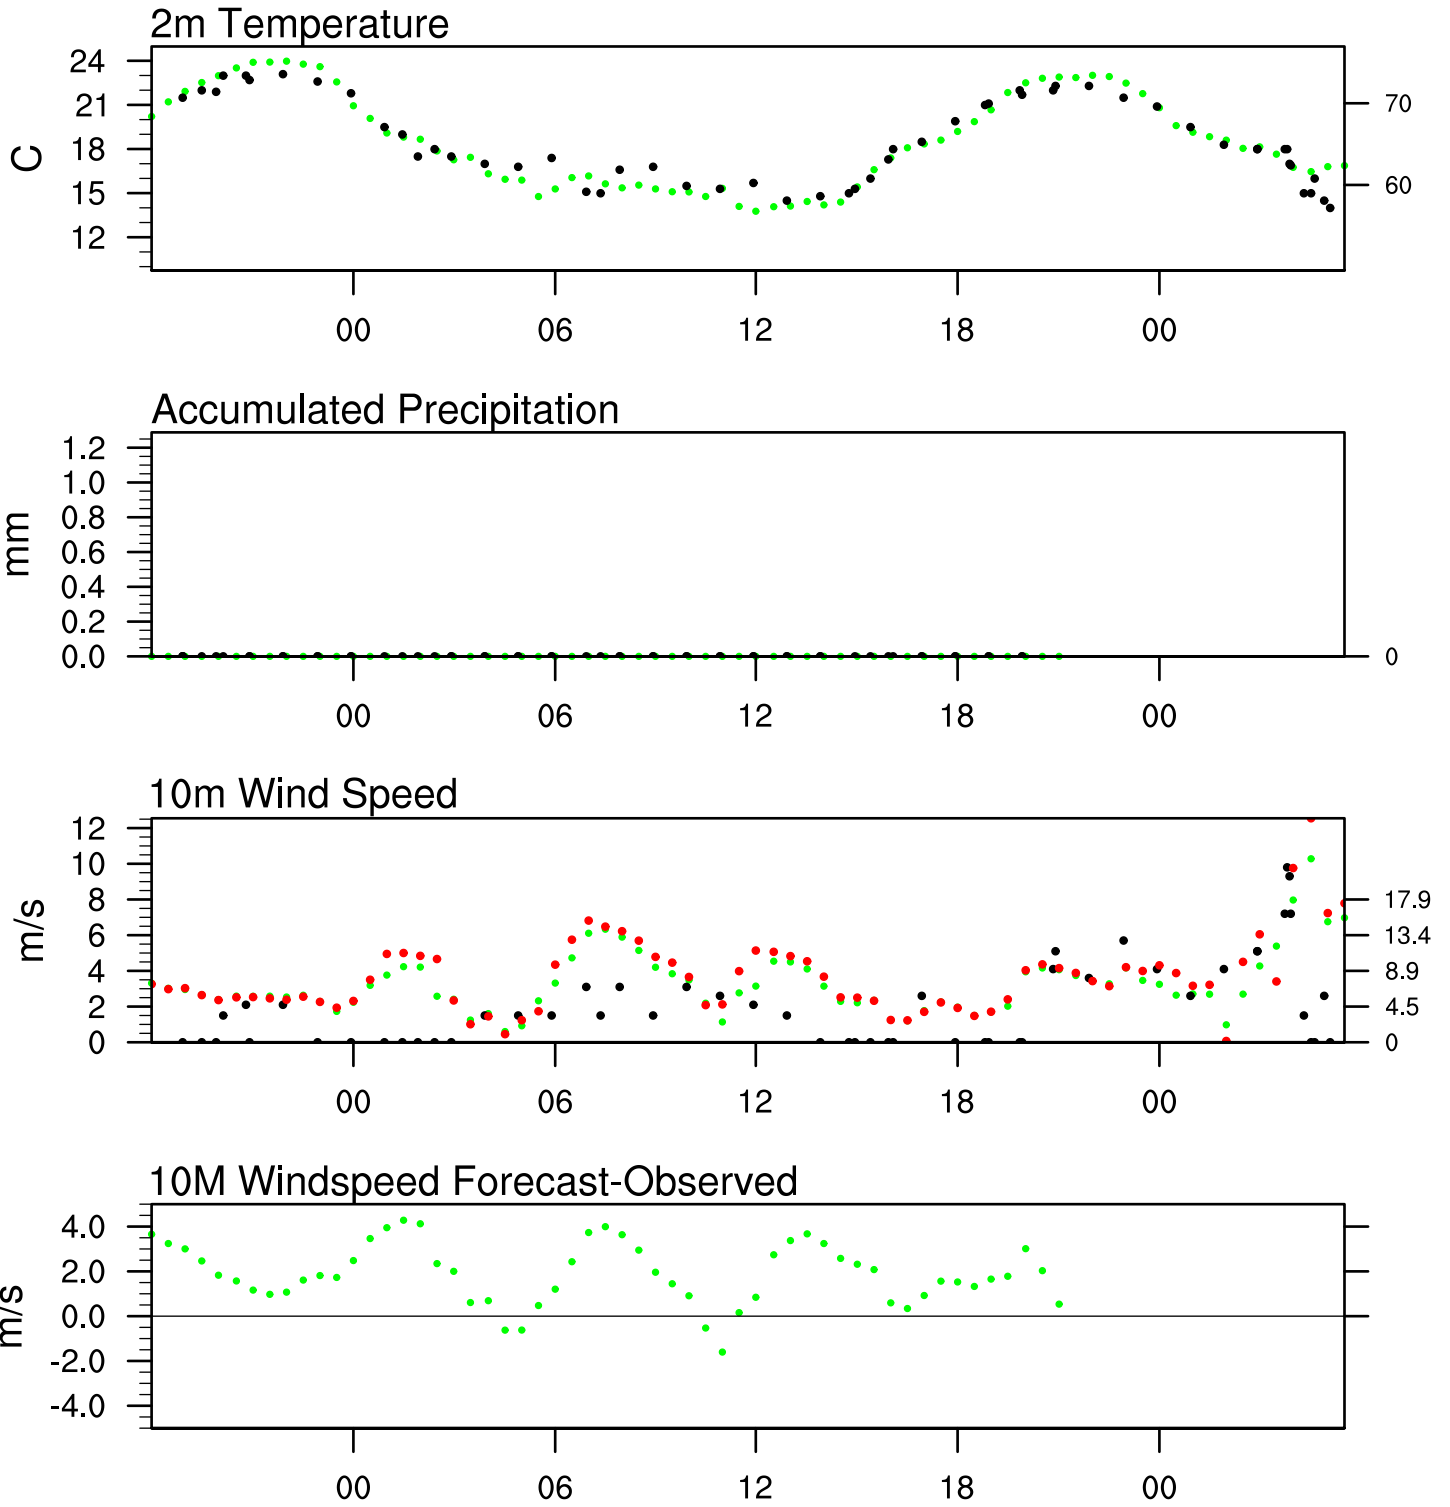 2m Temperature
24
21
18
15
12
C
70
60
00 06 12 18 00
Accumulated Precipitation
1.2
1.0
0.8
0.6
0.4
0.2
0.0
mm
0
00 06 12 18 00
10m Wind Speed
12
10
8
6
4
2
0
m/s
17.9
13.4
8.9
4.5
0
00 06 12 18 00
10M Windspeed Forecast-Observed
4.0
2.0
0.0
-2.0
-4.0
m/s
00 06 12 18 00